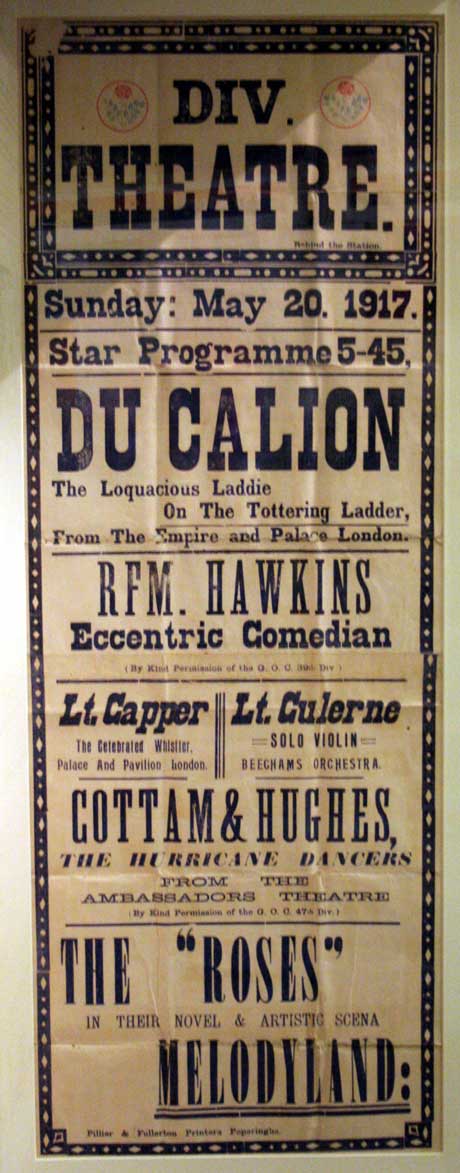 DIV.
THEATRE.
Behind the Station.
Sunday: May 20. 1917.
Star Programme 5-45,
DU CALION
The Loquacious Laddie
On The Tottering Ladder,
From The Empire and Palace London.
RFM. HAWKINS
Eccentric Comedian
(By Kind Permission of the G. O. C. 39th Div)
Lt. Capper
The Celebrated Whistler,
Palace And Pavilion London.
Lt. Culerne
SOLO VIOLIN
BEECHAMS ORCHESTRA.
COTTAM & HUGHES,
THE HURRICANE DANCERS
FROM THE
AMBASSADORS THEATRE
(By Kind Permission of the G. O. C. 47th Div.)
THE "ROSES"
IN THEIR NOVEL & ARTISTIC SCENA
MELODYLAND:
Pillier & Fullerton Printers Poperinghe.